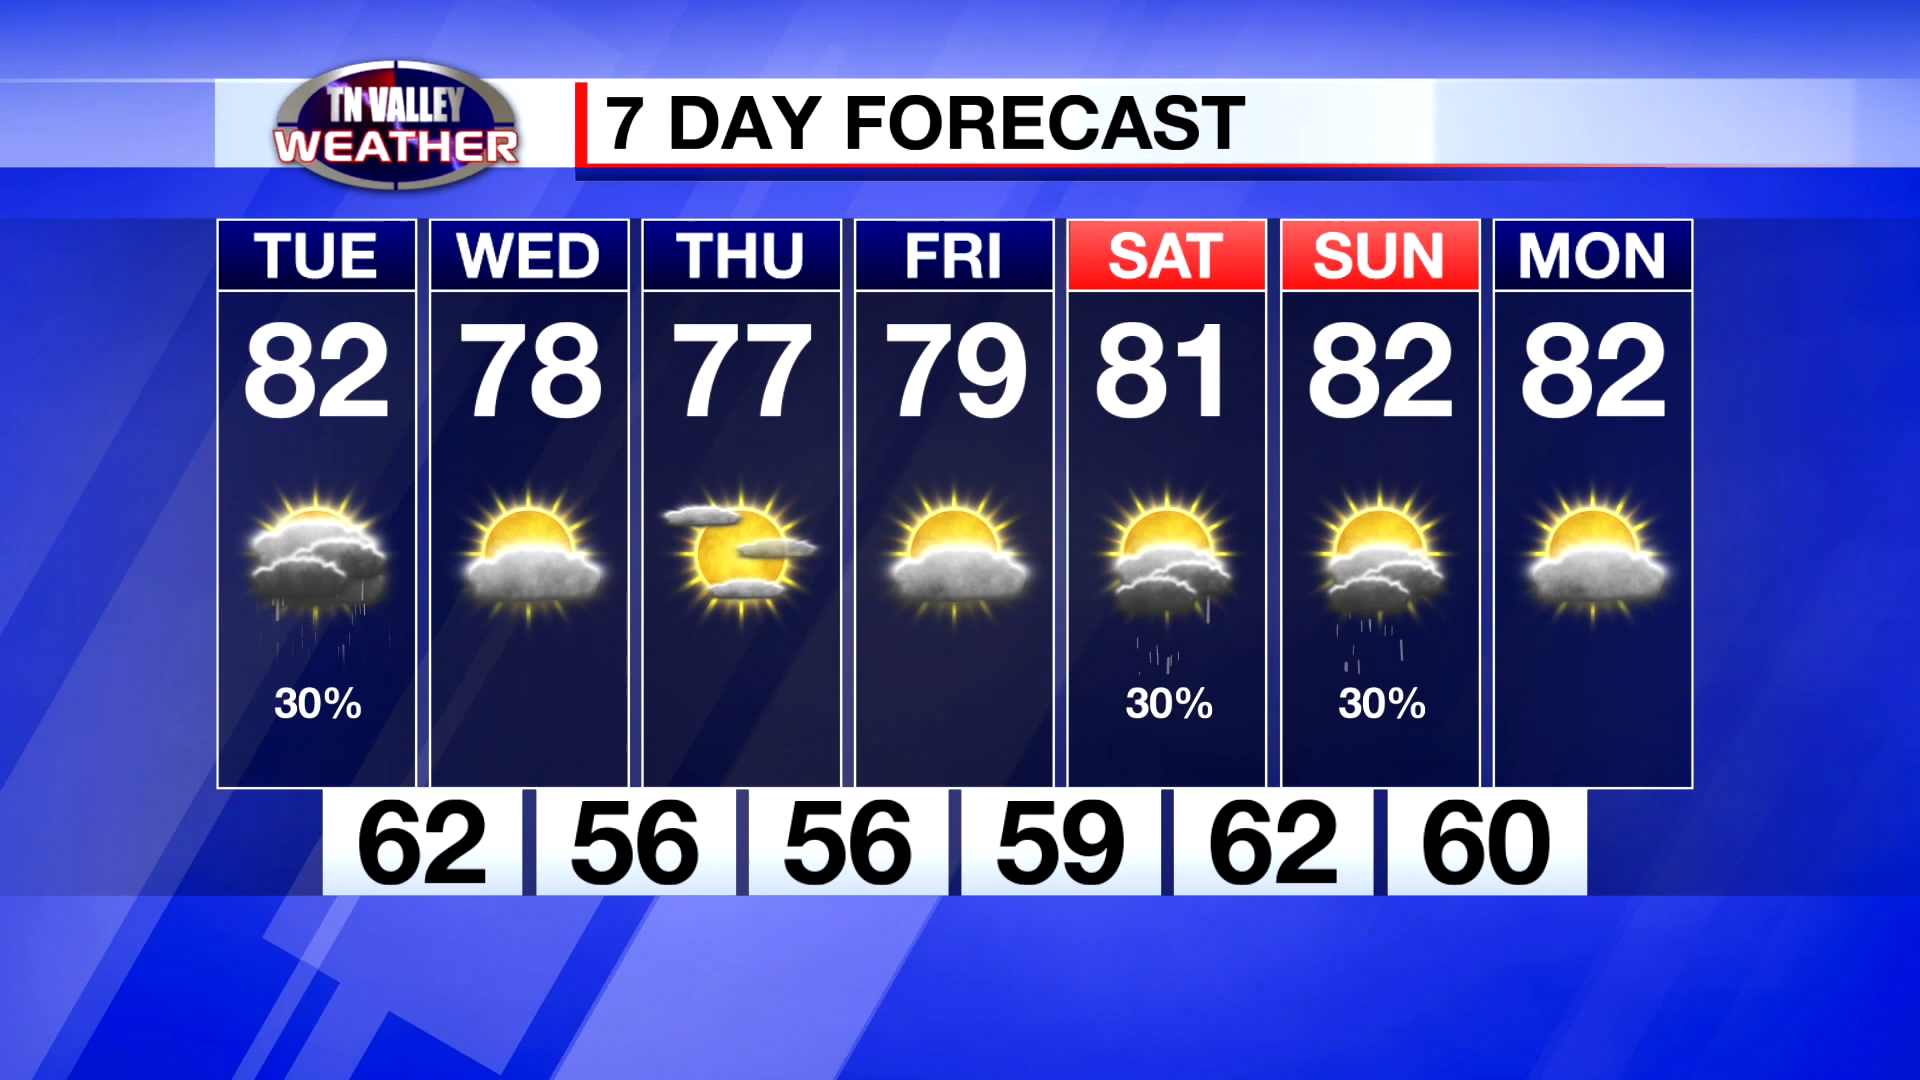 TN VALLEY
WEATHER
7 DAY FORECAST
TUE WED THU FRI SAT SUN MON
82 78 77 79 81 82 82
30% 30% 30%
62 56 56 59 62 60